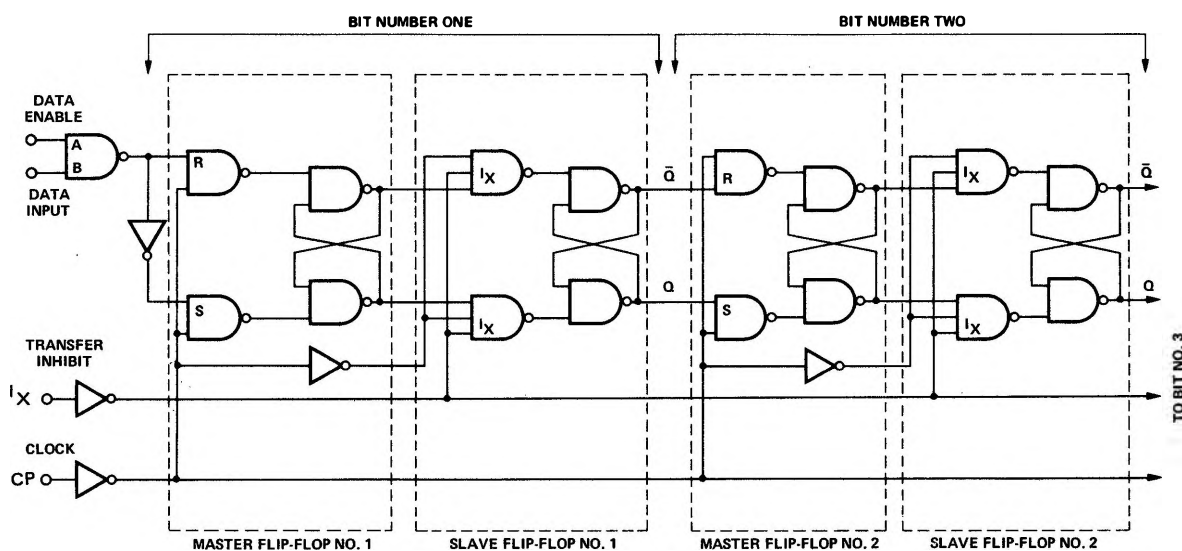 BIT NUMBER ONE
BIT NUMBER TWO
DATA
ENABLE
A
B
DATA
INPUT
R
S
I X
I X
Q̄
Q
R
S
I X
I X
Q̄
Q
TRANSFER
INHIBIT
I X
CLOCK
CP
TO BIT NO. 3
MASTER FLIP-FLOP NO. 1
SLAVE FLIP-FLOP NO. 1
MASTER FLIP-FLOP NO. 2
SLAVE FLIP-FLOP NO. 2